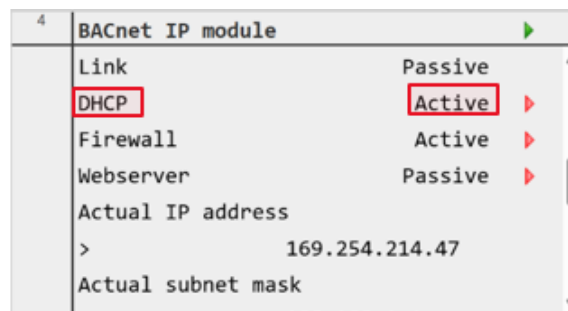 4
BACnet IP module
Link Passive
DHCP Active
Firewall Active
Webserver Passive
Actual IP address
> 169.254.214.47
Actual subnet mask